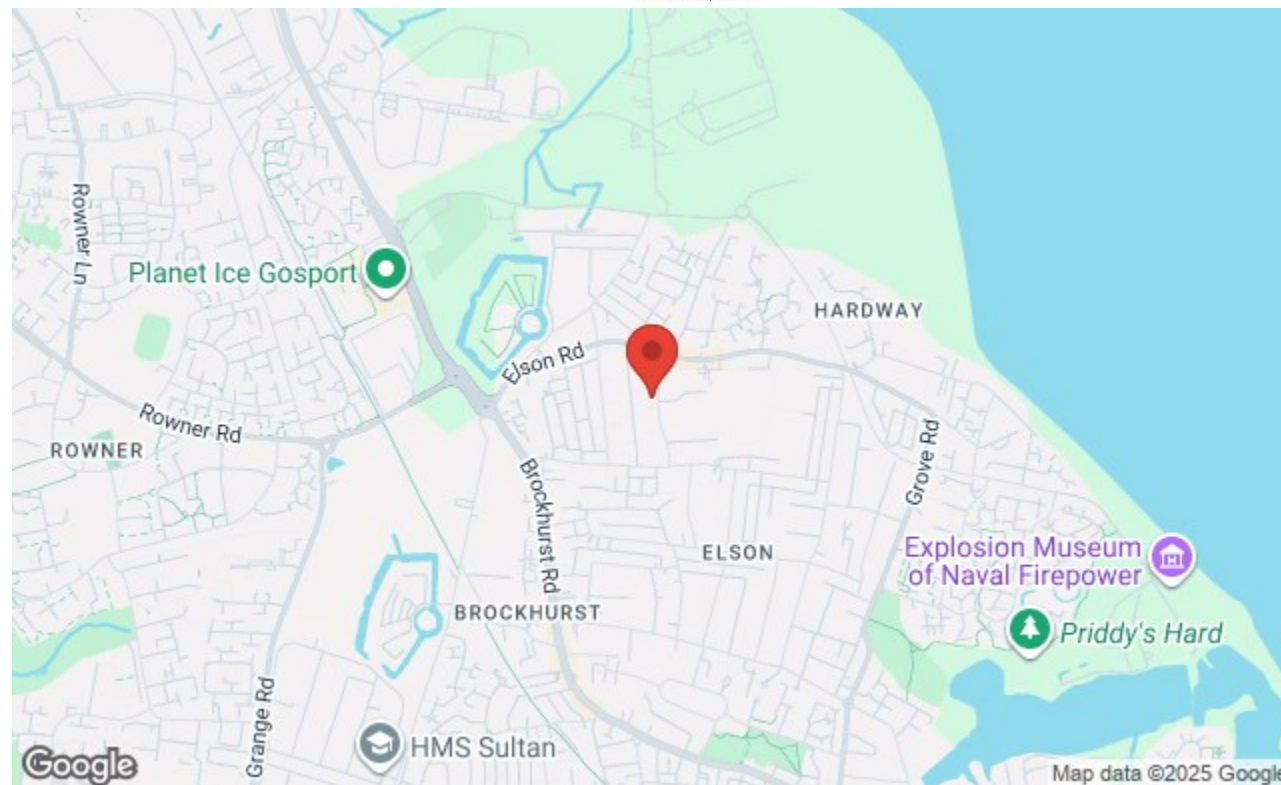 Planet Ice Gosport
Rowner Ln
HARDWAY
Elson Rd
Rowner Rd
ROWNER
Brockhurst Rd
Grove Rd
ELSON
Explosion Museum
of Naval Firepower
BROCKHURST
Priddy's Hard
Grange Rd
HMS Sultan
Google
Map data ©2025 Google